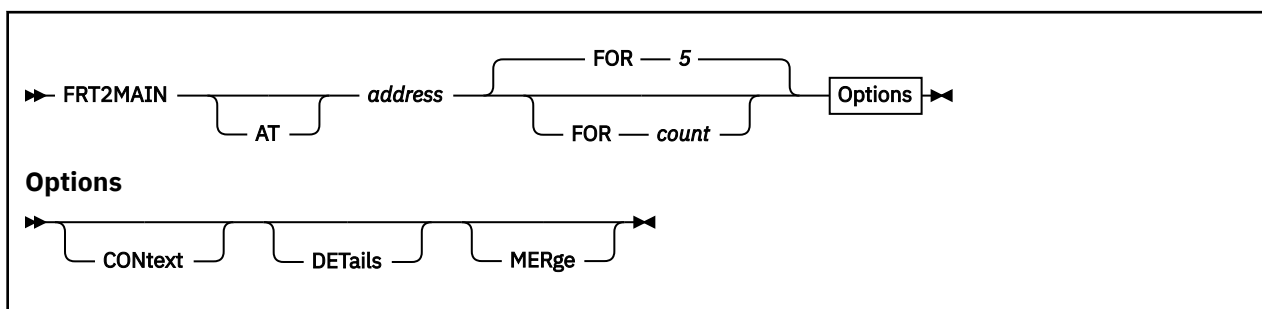 FOR 5
FRT2MAIN address Options
AT FOR count
Options
CONtext DETails MERge